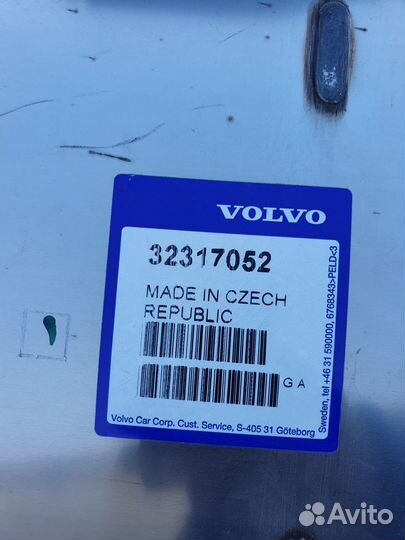 VOLVO
32317052
MADE IN CZECH
REPUBLIC
G A
Volvo Car Corp. Cust. Service, S-405 31 Göteborg
Sweden, tel +46 31 590000, 6768343>PELD<3
Avito